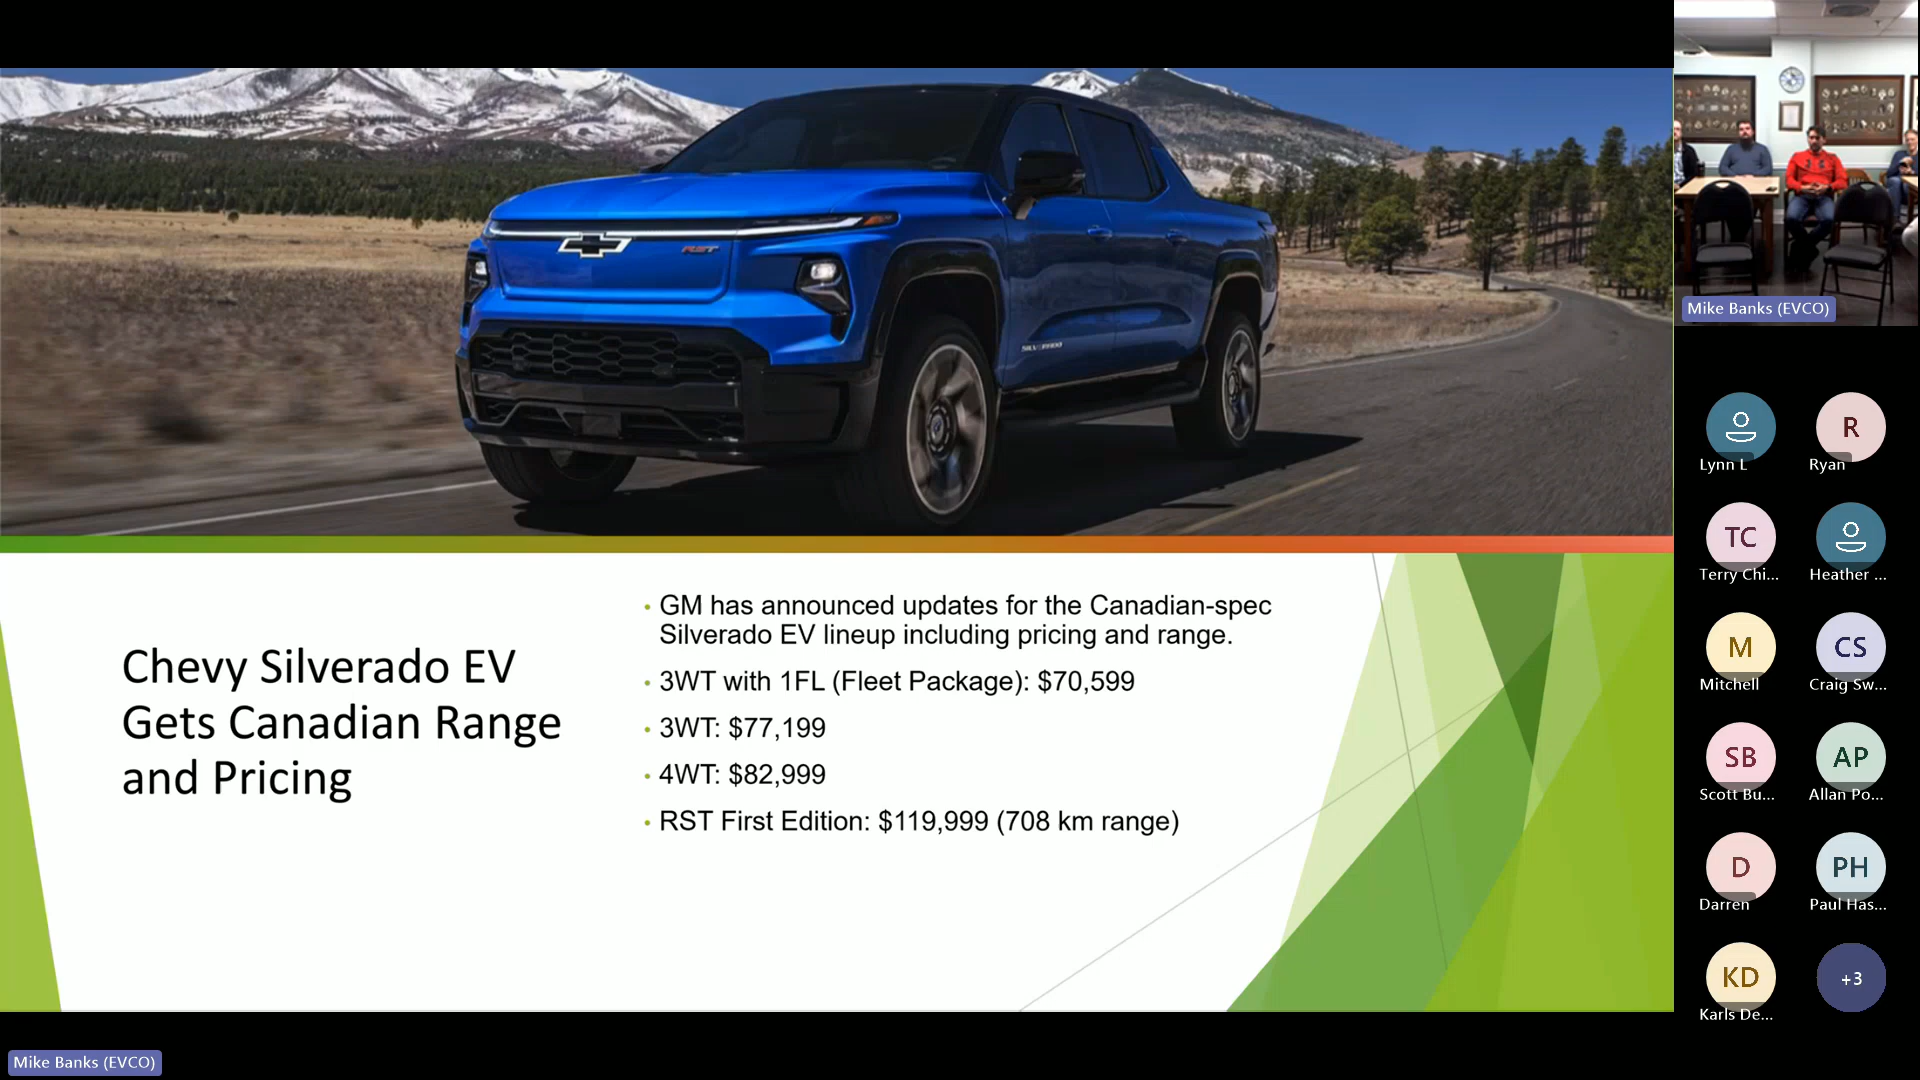 RST
SILVERADO
Chevy Silverado EV
Gets Canadian Range
and Pricing
• GM has announced updates for the Canadian-spec
Silverado EV lineup including pricing and range.
• 3WT with 1FL (Fleet Package): $70,599
• 3WT: $77,199
• 4WT: $82,999
• RST First Edition: $119,999 (708 km range)
Mike Banks (EVCO)
Mike Banks (EVCO)
Lynn L
R
Ryan
TC
Terry Chi...
Heather ...
M
Mitchell
CS
Craig Sw...
SB
Scott Bu...
AP
Allan Po...
D
Darren
PH
Paul Has...
KD
Karls De...
+3